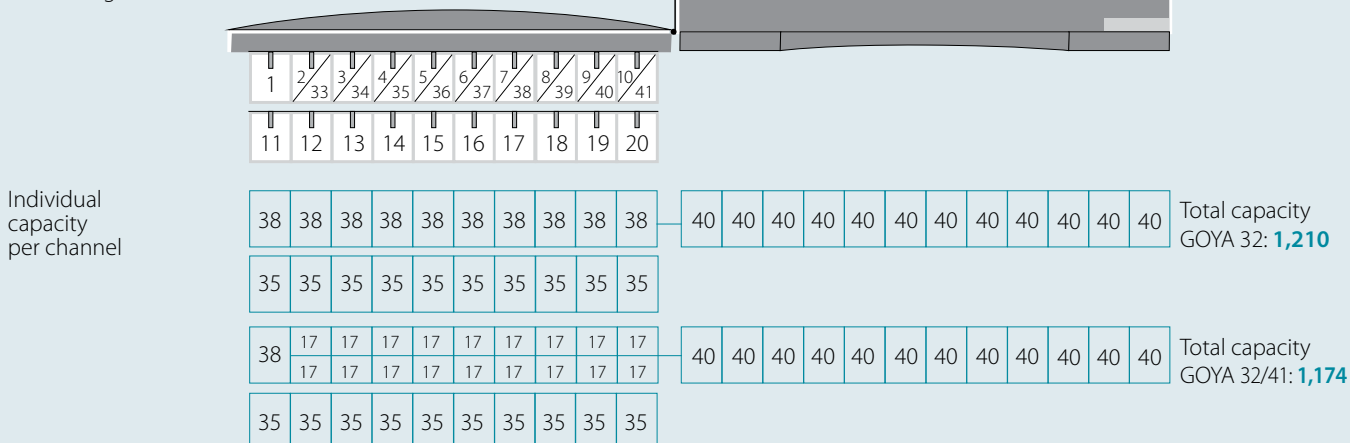 1 2/33 3/34 4/35 5/36 6/37 7/38 8/39 9/40 10/41
11 12 13 14 15 16 17 18 19 20
Individual
capacity
per channel
38 38 38 38 38 38 38 38 38 38 40 40 40 40 40 40 40 40 40 40 40 40
Total capacity
GOYA 32: 1,210
35 35 35 35 35 35 35 35 35 35
38 17 17 17 17 17 17 17 17 17 40 40 40 40 40 40 40 40 40 40 40 40
17 17 17 17 17 17 17 17 17
Total capacity
GOYA 32/41: 1,174
35 35 35 35 35 35 35 35 35 35